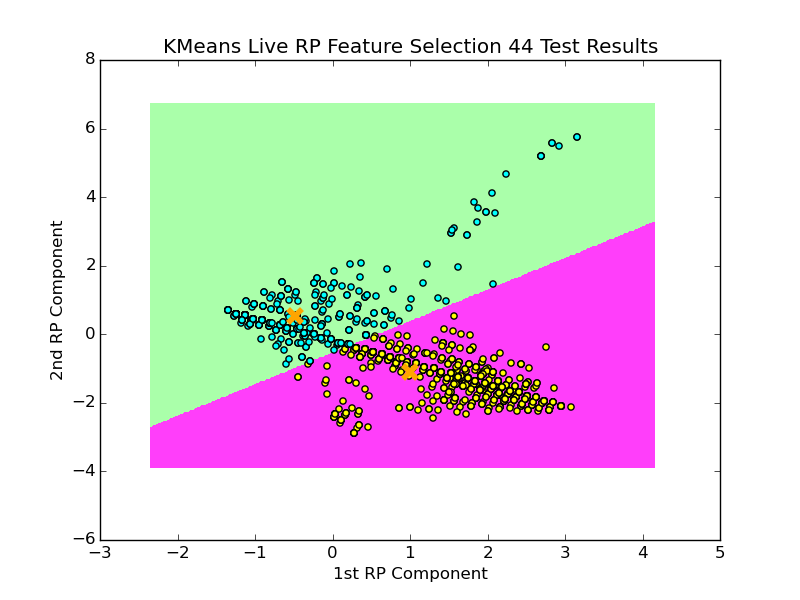 KMeans Live RP Feature Selection 44 Test Results
8
6
4
2
0
−2
−4
−6
2nd RP Component
−3 −2 −1 0 1 2 3 4 5
1st RP Component